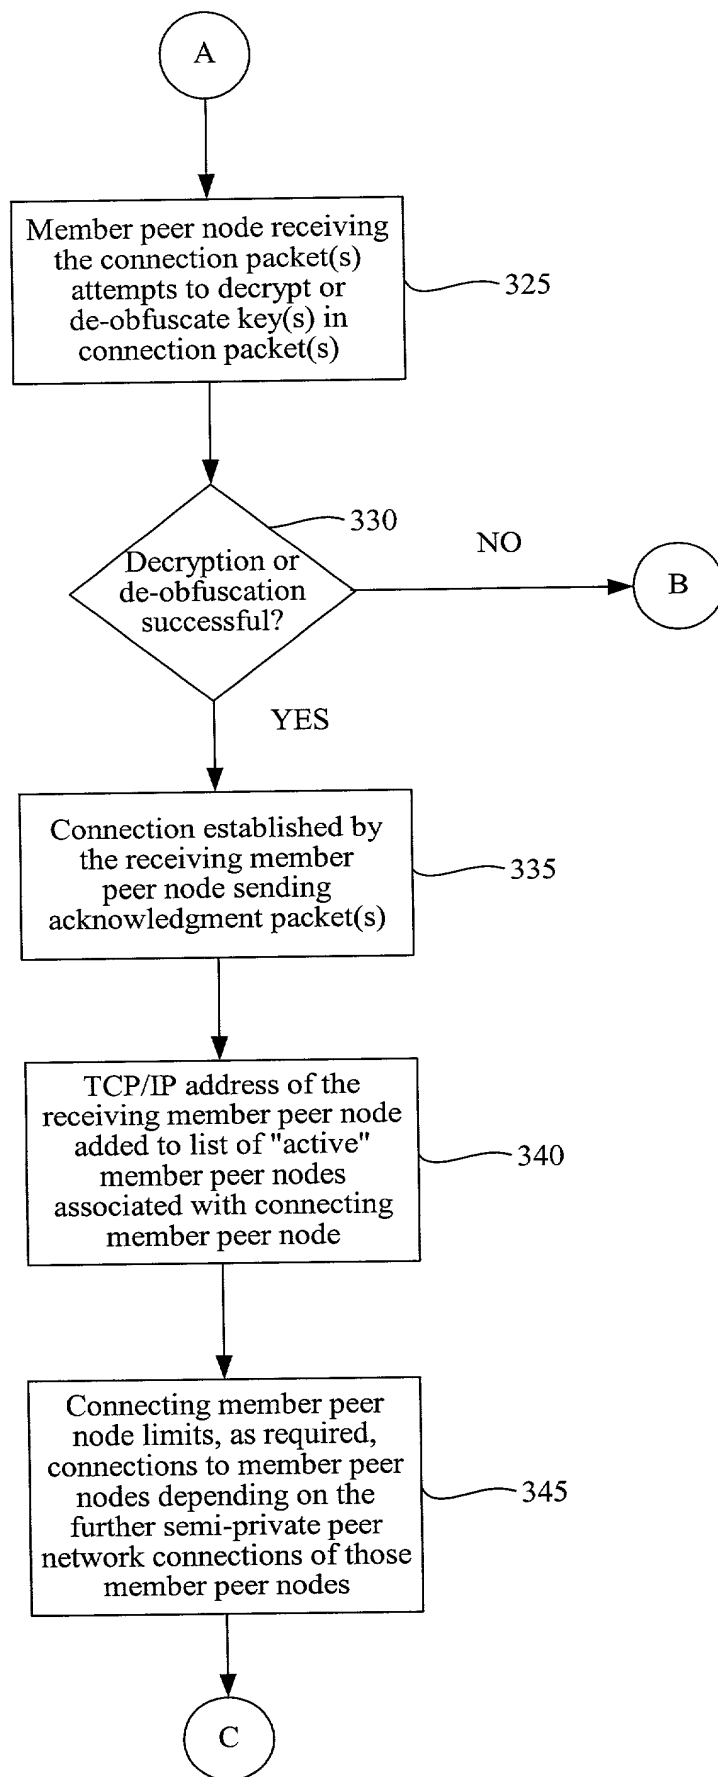 A
Member peer node receiving
the connection packet(s)
attempts to decrypt or
de-obfuscate key(s) in
connection packet(s)
325
330
Decryption or
de-obfuscation
successful?
NO
B
YES
Connection established by
the receiving member
peer node sending
acknowledgment packet(s)
335
TCP/IP address of the
receiving member peer node
added to list of "active"
member peer nodes
associated with connecting
member peer node
340
Connecting member peer
node limits, as required,
connections to member peer
nodes depending on the
further semi-private peer
network connections of those
member peer nodes
345
C